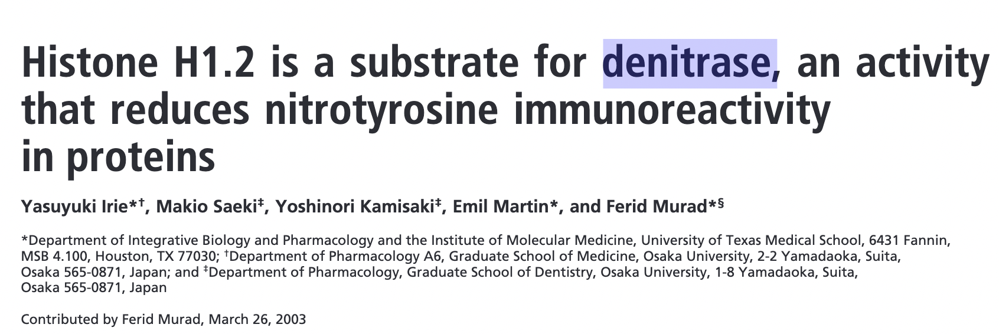 Histone H1.2 is a substrate for denitrase, an activity
that reduces nitrotyrosine immunoreactivity
in proteins
Yasuyuki Irie*†, Makio Saeki‡, Yoshinori Kamisaki‡, Emil Martin*, and Ferid Murad*§
*Department of Integrative Biology and Pharmacology and the Institute of Molecular Medicine, University of Texas Medical School, 6431 Fannin,
MSB 4.100, Houston, TX 77030; †Department of Pharmacology A6, Graduate School of Medicine, Osaka University, 2-2 Yamadaoka, Suita,
Osaka 565-0871, Japan; and ‡Department of Pharmacology, Graduate School of Dentistry, Osaka University, 1-8 Yamadaoka, Suita,
Osaka 565-0871, Japan
Contributed by Ferid Murad, March 26, 2003